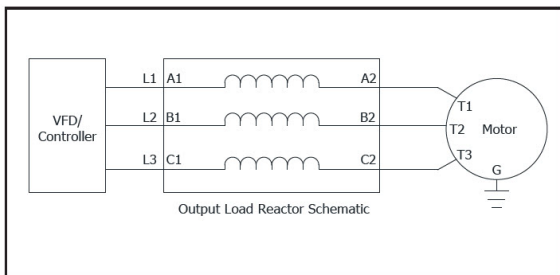 L1 A1 A2
T1
VFD/
Controller
L2 B1 B2
T2 Motor
L3 C1 C2
T3
G
Output Load Reactor Schematic